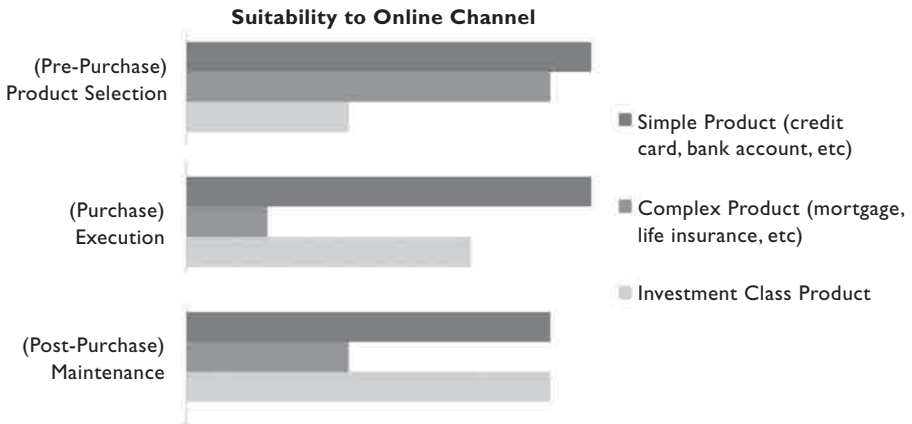 Suitability to Online Channel
(Pre-Purchase)
Product Selection
(Purchase)
Execution
(Post-Purchase)
Maintenance
Simple Product (credit
card, bank account, etc)
Complex Product (mortgage,
life insurance, etc)
Investment Class Product